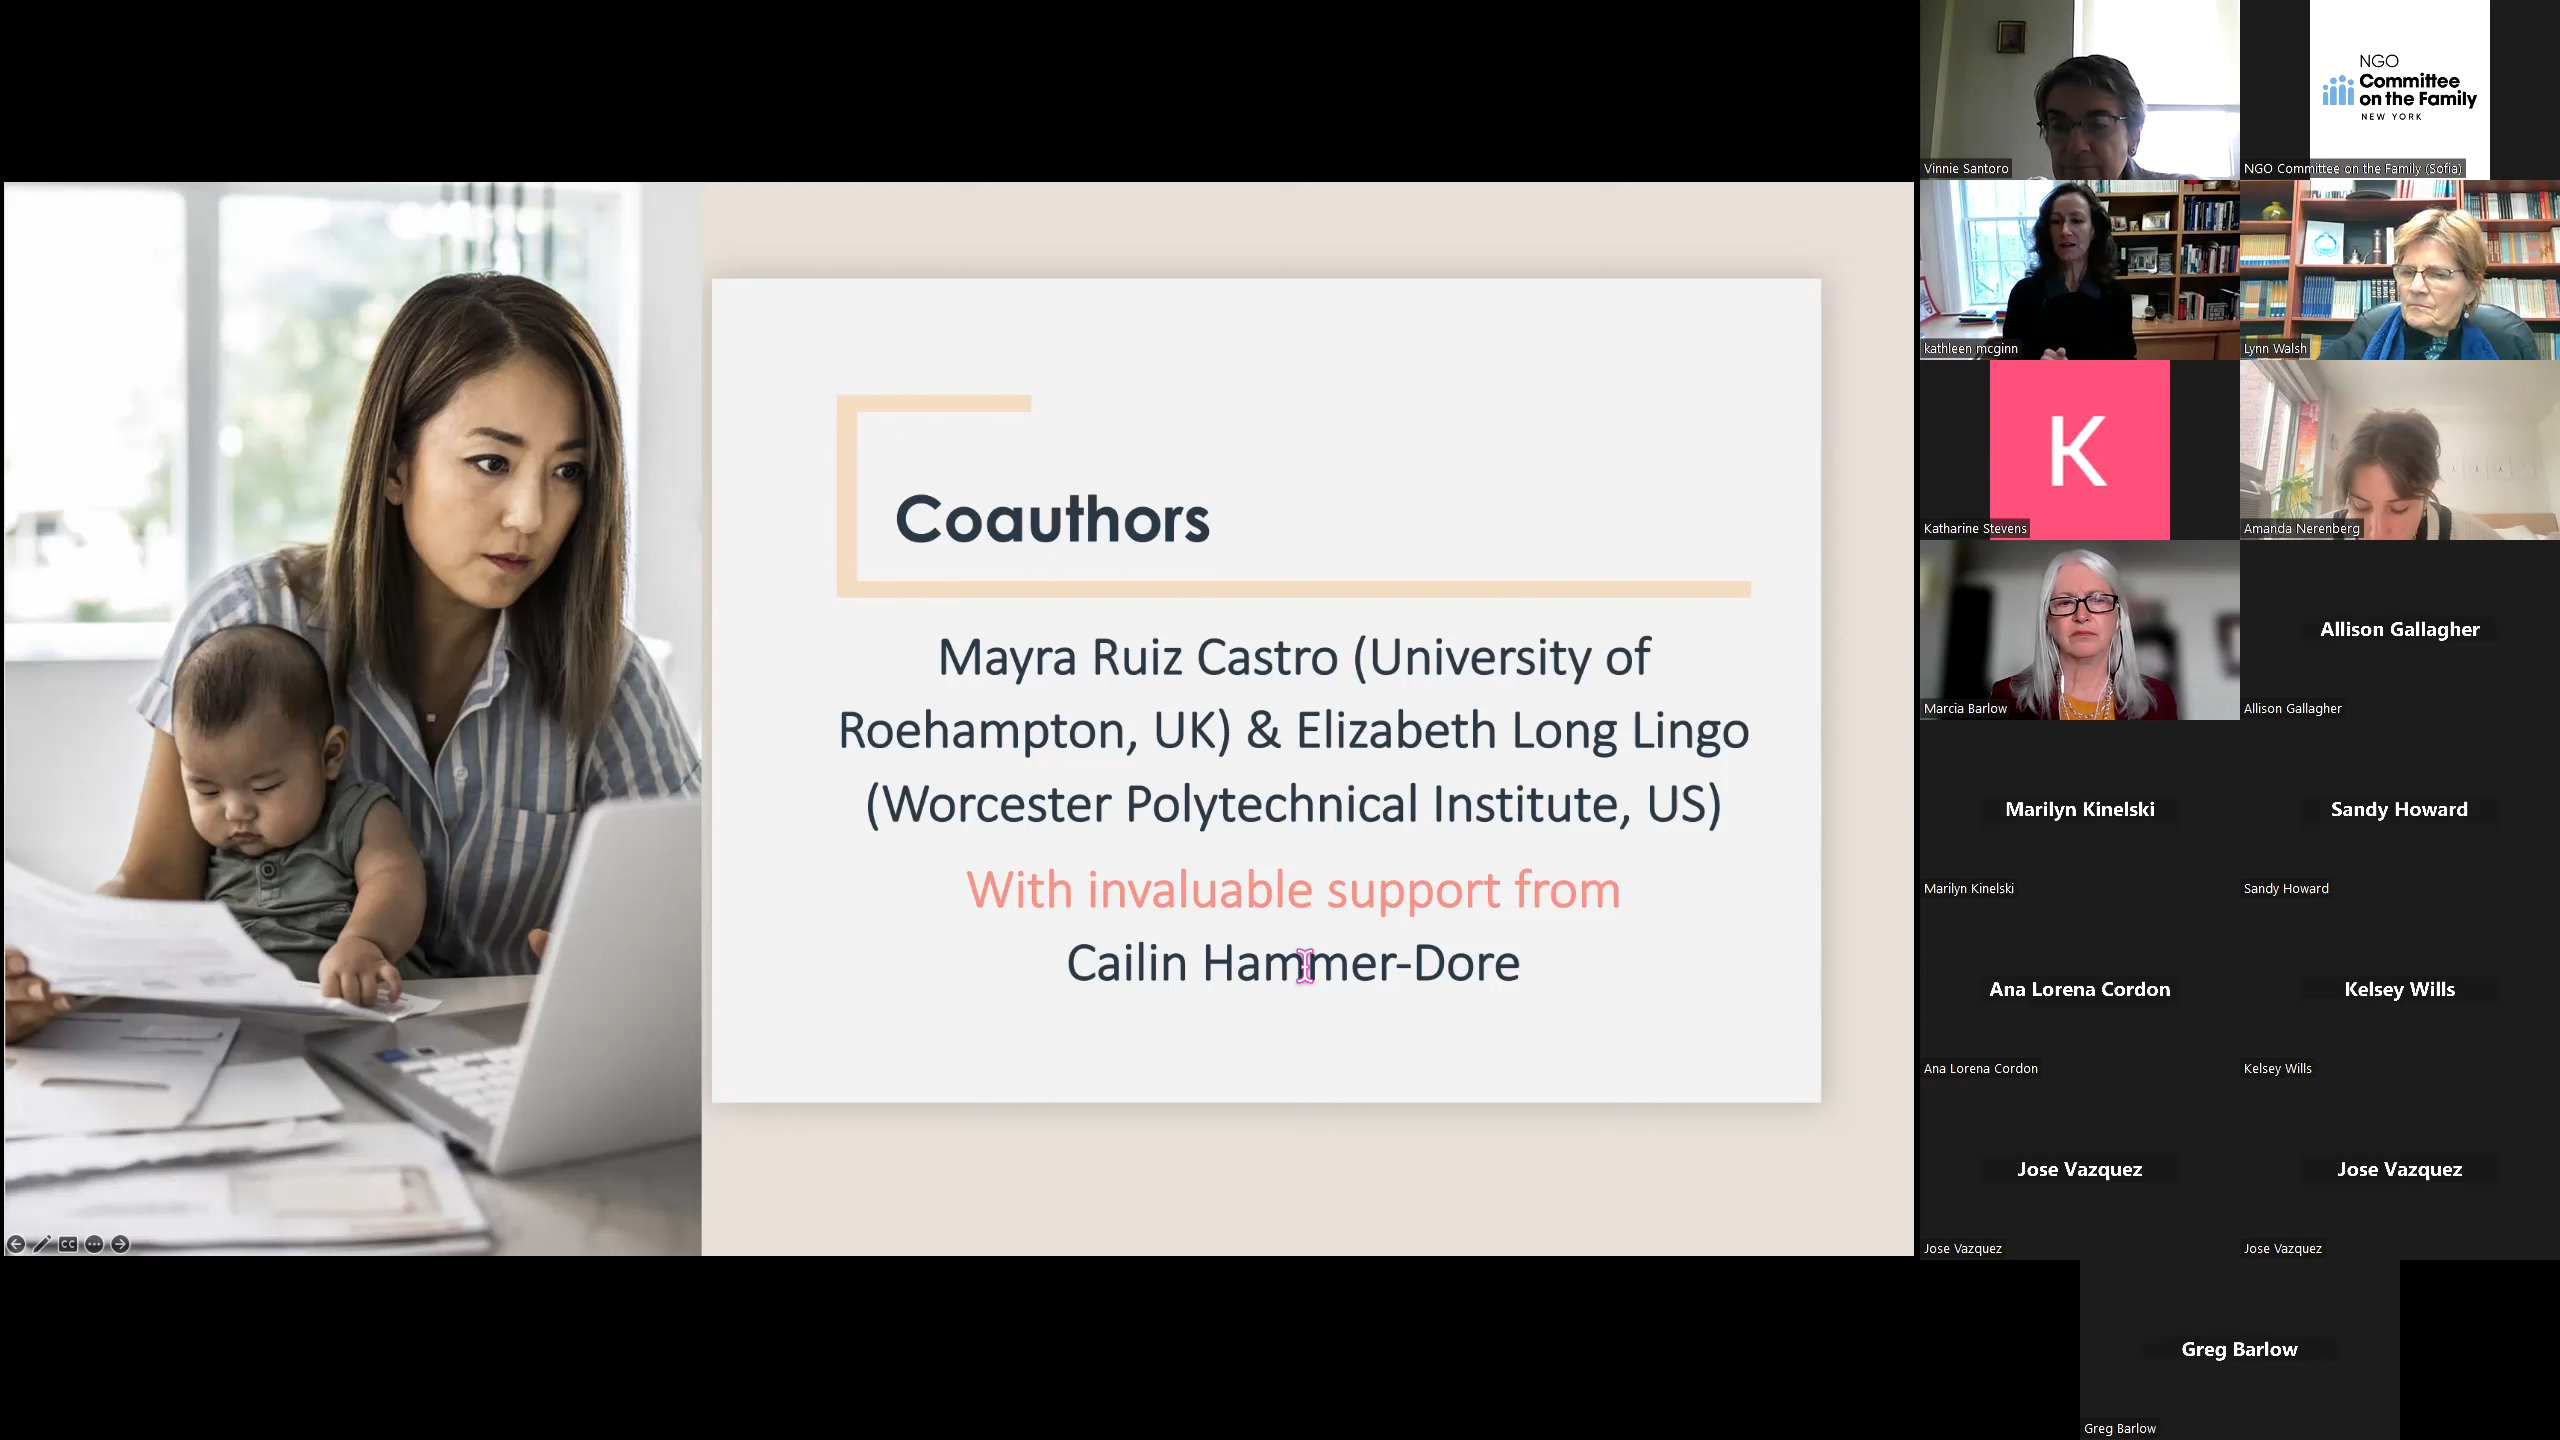 Coauthors
Mayra Ruiz Castro (University of
Roehampton, UK) & Elizabeth Long Lingo
(Worcester Polytechnical Institute, US)
With invaluable support from
Cailin Hammer-Dore
CC
Vinnie Santoro
NGO
Committee
on the Family
NEW YORK
NGO Committee on the Family (Sofia)
kathleen mcginn
Lynn Walsh
K
Katharine Stevens
Amanda Nerenberg
Marcia Barlow
Allison Gallagher
Allison Gallagher
Marilyn Kinelski
Marilyn Kinelski
Sandy Howard
Sandy Howard
Ana Lorena Cordon
Ana Lorena Cordon
Kelsey Wills
Kelsey Wills
Jose Vazquez
Jose Vazquez
Jose Vazquez
Jose Vazquez
Greg Barlow
Greg Barlow